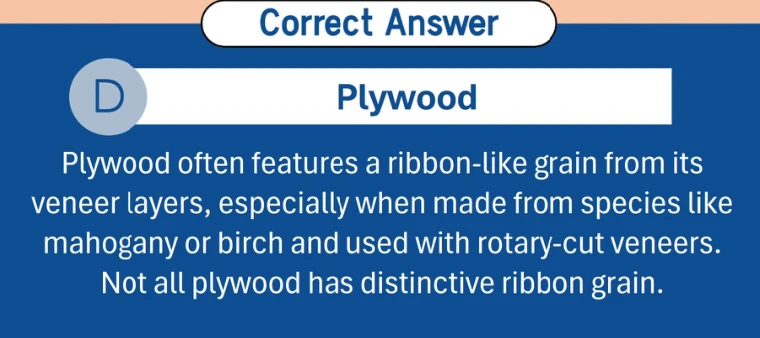 Correct Answer
D
Plywood
Plywood often features a ribbon-like grain from its
veneer layers, especially when made from species like
mahogany or birch and used with rotary-cut veneers.
Not all plywood has distinctive ribbon grain.